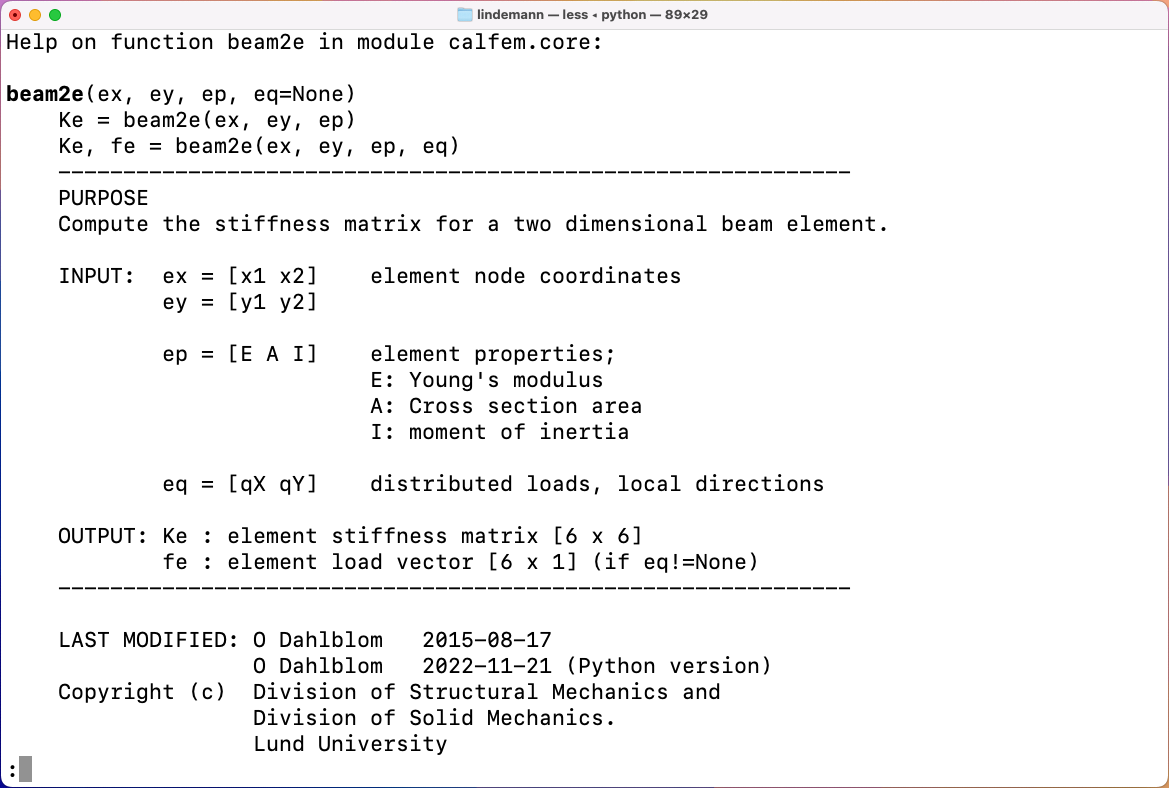 lindemann — less ◂ python — 89×29
Help on function beam2e in module calfem.core:

beam2e(ex, ey, ep, eq=None)
    Ke = beam2e(ex, ey, ep)
    Ke, fe = beam2e(ex, ey, ep, eq)
    -------------------------------------------------------------
    PURPOSE
    Compute the stiffness matrix for a two dimensional beam element.

    INPUT:  ex = [x1 x2]    element node coordinates
            ey = [y1 y2]

            ep = [E A I]    element properties;
                            E: Young's modulus
                            A: Cross section area
                            I: moment of inertia

            eq = [qX qY]    distributed loads, local directions

    OUTPUT: Ke : element stiffness matrix [6 x 6]
            fe : element load vector [6 x 1] (if eq!=None)
    -------------------------------------------------------------

    LAST MODIFIED: O Dahlblom   2015-08-17
                   O Dahlblom   2022-11-21 (Python version)
    Copyright (c)  Division of Structural Mechanics and
                   Division of Solid Mechanics.
                   Lund University
: